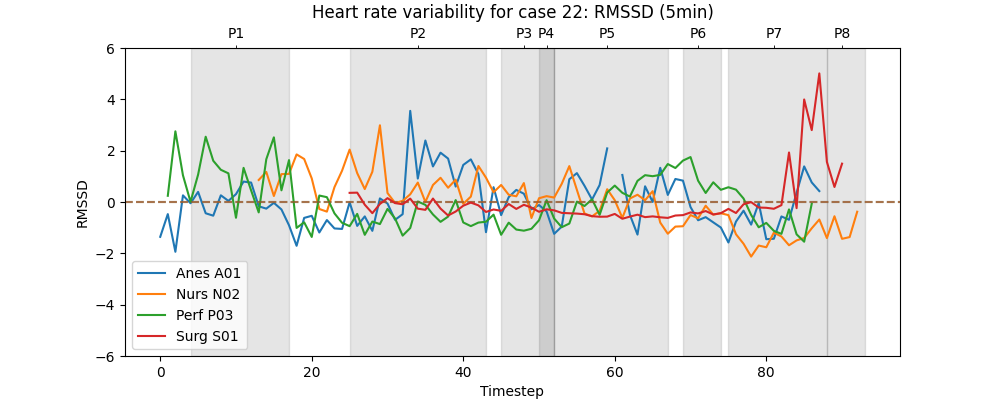 Heart rate variability for case 22: RMSSD (5min)
P1 P2 P3 P4 P5 P6 P7 P8
6
4
2
0
−2
−4
−6
RMSSD
Anes A01
Nurs N02
Perf P03
Surg S01
0 20 40 60 80
Timestep